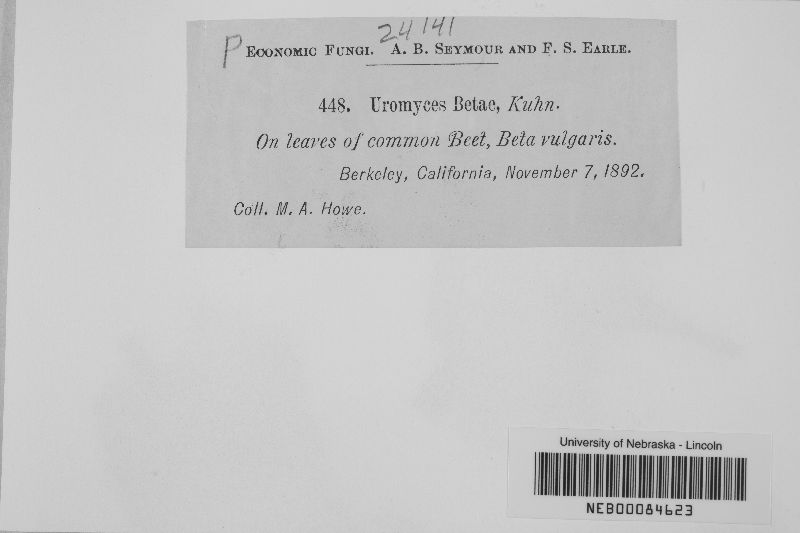 24141
P Economic Fungi. A. B. Seymour and F. S. Earle.
448. Uromyces Betae, Kuhn.
On leaves of common Beet, Beta vulgaris.
Berkeley, California, November 7, 1892.
Coll. M. A. Howe.
University of Nebraska - Lincoln
NEB00084623